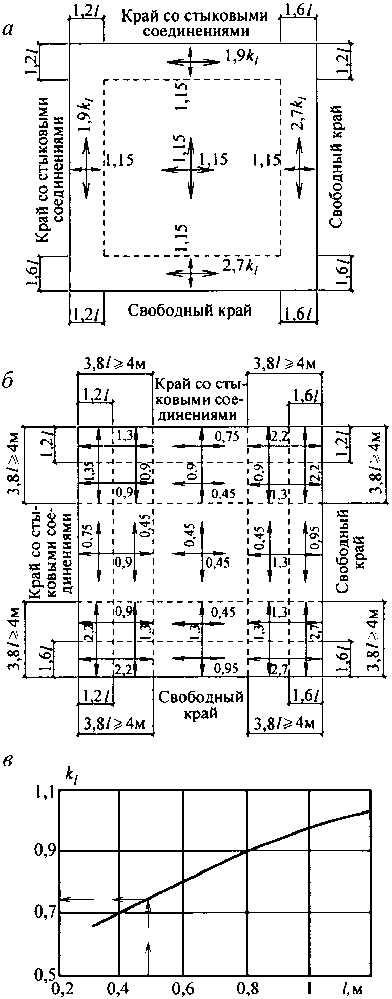 а
1,2l
Край со стыковыми
соединениями
1,6l
1,2l
1,9k_l
1,2l
1,15
Край со стыковыми
соединениями
1,9k_l
1,15
1,15
1,15
1,15
2,7k_l
Свободный край
1,15
1,6l
2,7k_l
1,6l
1,2l
Свободный край
1,6l
б
3,8l ⩾ 4м
3,8l ⩾ 4м
1,2l
Край со сты-
ковыми сое-
динениями
1,6l
3,8l ⩾ 4м
1,2l
1,3
0,75
2,2
1,2l
3,8l ⩾ 4м
1,35
0,9
0,9
0,9
2,2
0,9
0,45
1,3
Край со сты-
ковыми сое-
динениями
0,75
0,45
0,45
0,45
0,95
Свободный
край
0,9
0,45
1,3
3,8l ⩾ 4м
0,9
0,45
1,3
3,8l ⩾ 4м
2,2
1,3
1,3
1,3
2,7
1,6l
2,2
0,95
2,7
1,6l
1,2l
Свободный
край
1,6l
3,8l ⩾ 4м
3,8l ⩾ 4м
в
k_l
1,1
0,9
0,7
0,5
0,2 0,4 0,6 0,8 1 l, м